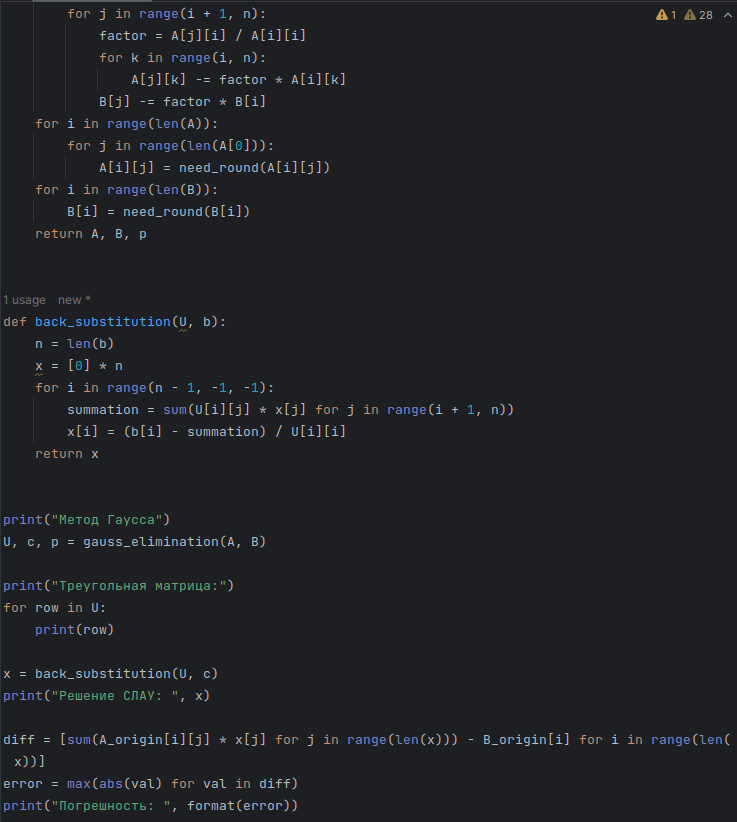 for j in range(i + 1, n):
⚠ 1 ⚠ 28 ^
            factor = A[j][i] / A[i][i]
            for k in range(i, n):
                A[j][k] -= factor * A[i][k]
            B[j] -= factor * B[i]
    for i in range(len(A)):
        for j in range(len(A[0])):
            A[i][j] = need_round(A[i][j])
    for i in range(len(B)):
        B[i] = need_round(B[i])
    return A, B, p
1 usage   new *
def back_substitution(U, b):
    n = len(b)
    x = [0] * n
    for i in range(n - 1, -1, -1):
        summation = sum(U[i][j] * x[j] for j in range(i + 1, n))
        x[i] = (b[i] - summation) / U[i][i]
    return x
print("Метод Гаусса")
U, c, p = gauss_elimination(A, B)
print("Треугольная матрица:")
for row in U:
    print(row)
x = back_substitution(U, c)
print("Решение СЛАУ: ", x)
diff = [sum(A_origin[i][j] * x[j] for j in range(len(x))) - B_origin[i] for i in range(len(
 x))]
error = max(abs(val) for val in diff)
print("Погрешность: ", format(error))